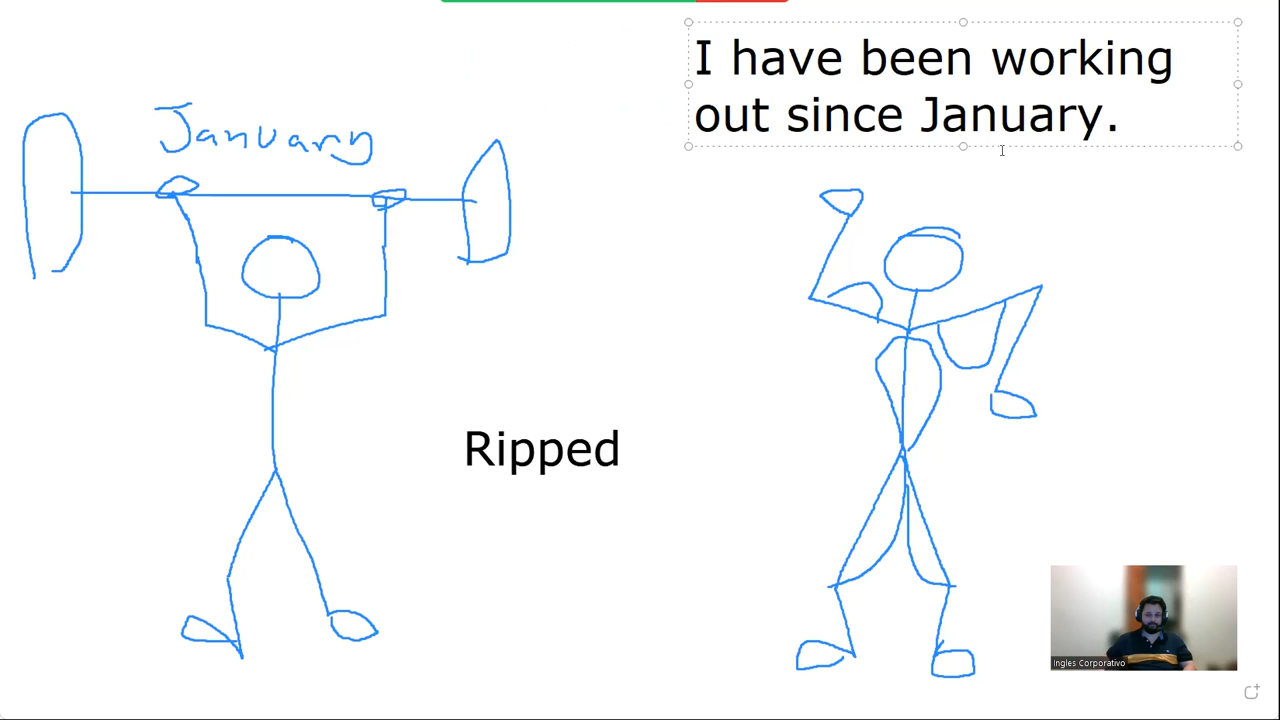 I have been working
out since January.
January
Ripped
Ingles Corporativo